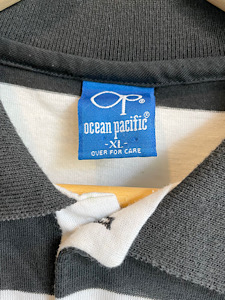 OP®
ocean pacific®
-XL-
OVER FOR CARE